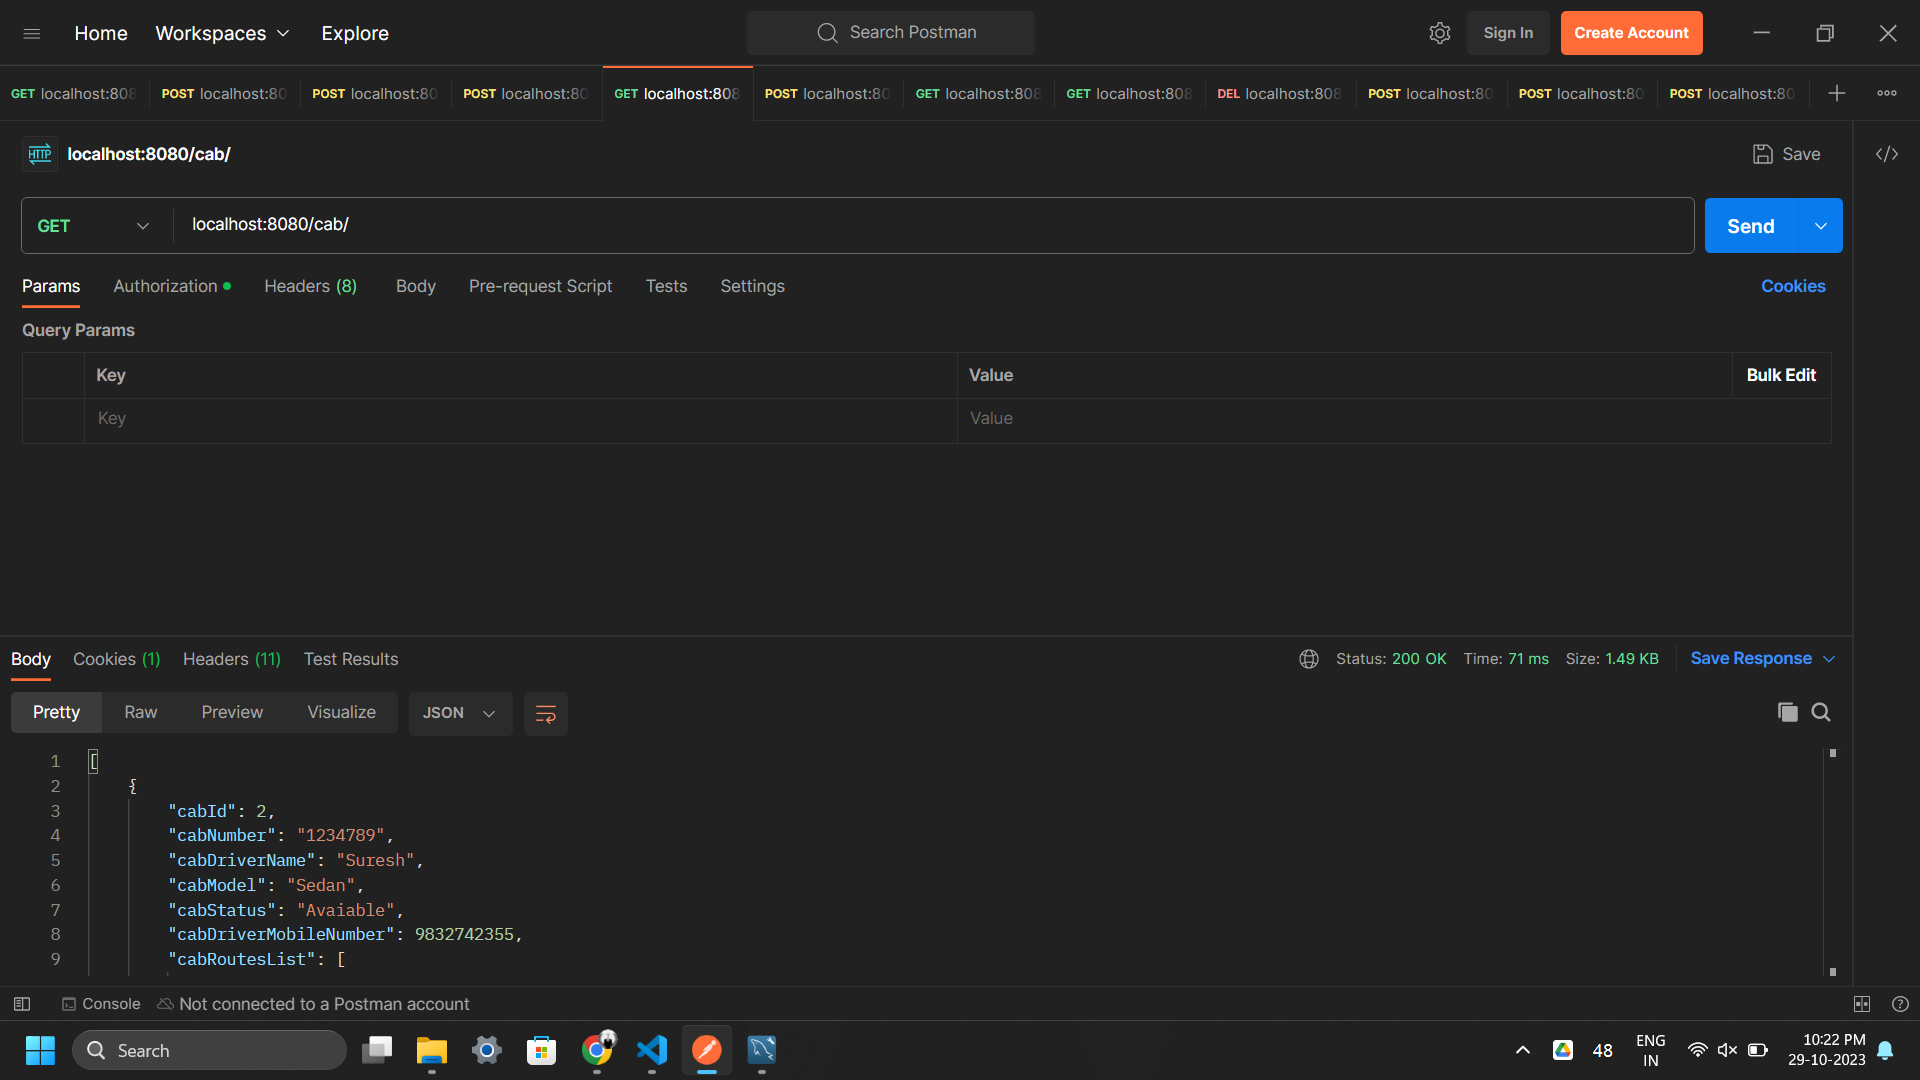 Home Workspaces Explore Search Postman Sign In Create Account
GET localhost:808 POST localhost:80 POST localhost:80 POST localhost:80 GET localhost:808 POST localhost:80 GET localhost:808 GET localhost:808 DEL localhost:808 POST localhost:80 POST localhost:80 POST localhost:80
HTTP localhost:8080/cab/ Save </>
GET localhost:8080/cab/ Send
Params Authorization Headers (8) Body Pre-request Script Tests Settings Cookies
Query Params
Key Value Bulk Edit
Key Value
Body Cookies (1) Headers (11) Test Results Status: 200 OK Time: 71 ms Size: 1.49 KB Save Response
Pretty Raw Preview Visualize JSON
1 [
2 {
3 "cabId": 2,
4 "cabNumber": "1234789",
5 "cabDriverName": "Suresh",
6 "cabModel": "Sedan",
7 "cabStatus": "Avaiable",
8 "cabDriverMobileNumber": 9832742355,
9 "cabRoutesList": [
Console Not connected to a Postman account
Search 48 ENG IN 10:22 PM
29-10-2023